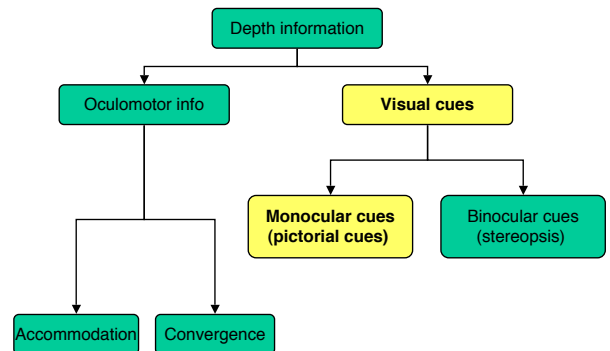 Depth information
Oculomotor info
Visual cues
Monocular cues
(pictorial cues)
Binocular cues
(stereopsis)
Accommodation
Convergence